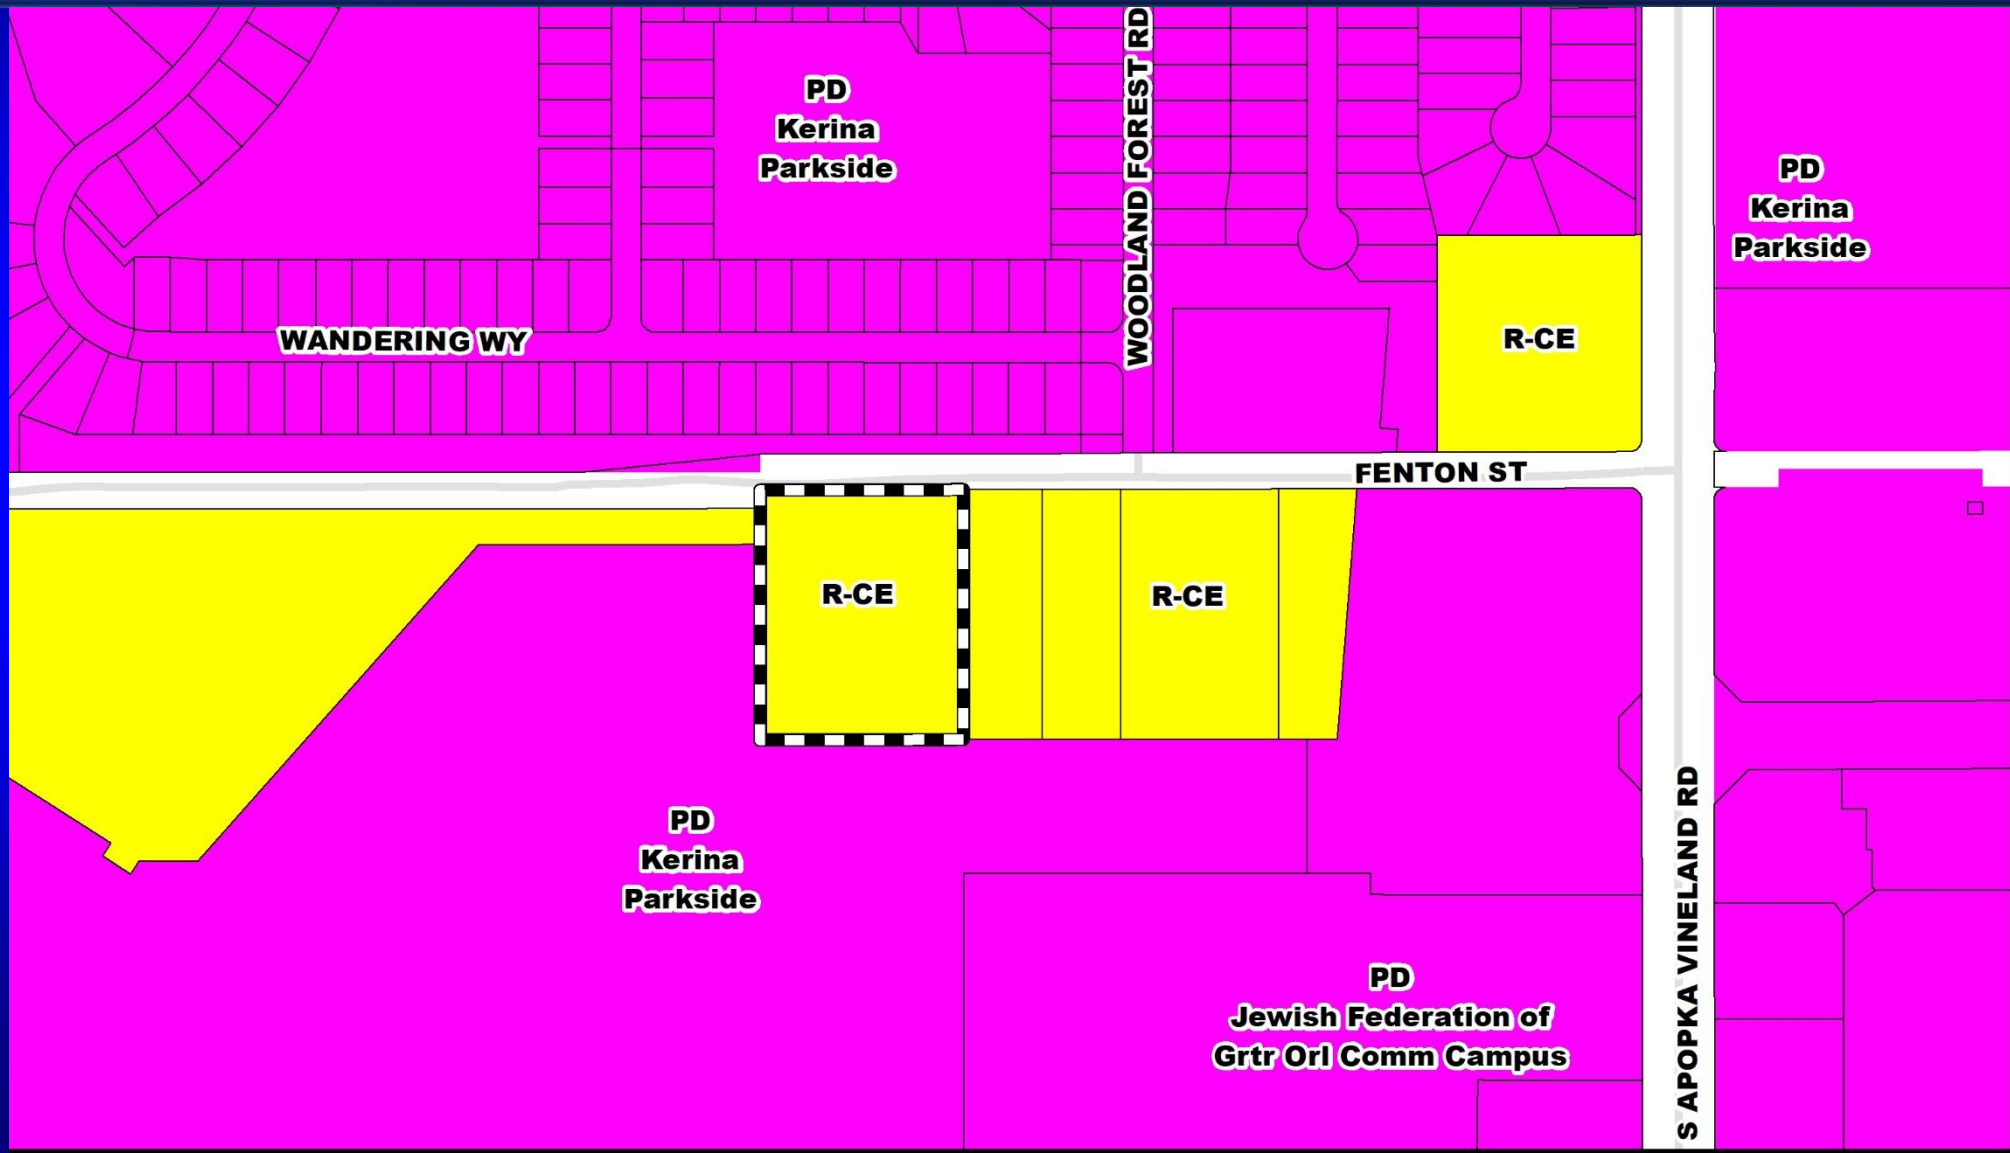 PD
Kerina
Parkside
WOODLAND FOREST RD
PD
Kerina
Parkside
R-CE
WANDERING WY
FENTON ST
R-CE
R-CE
PD
Kerina
Parkside
S APOPKA VINELAND RD
PD
Jewish Federation of
Grtr Orl Comm Campus